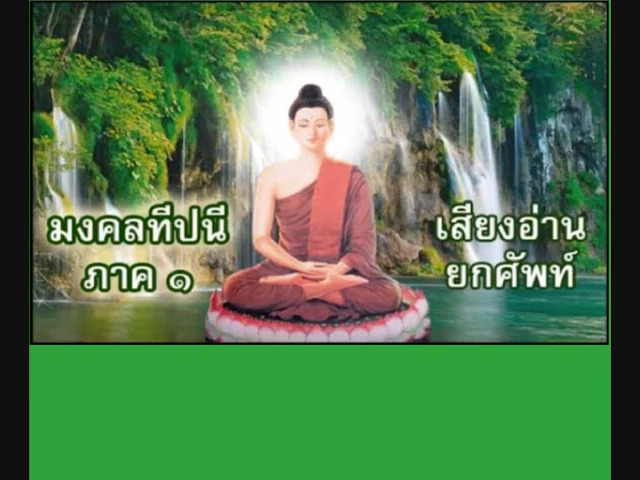 มงคลทีปนี
ภาค ๑
เสียงอ่าน
ยกศัพท์